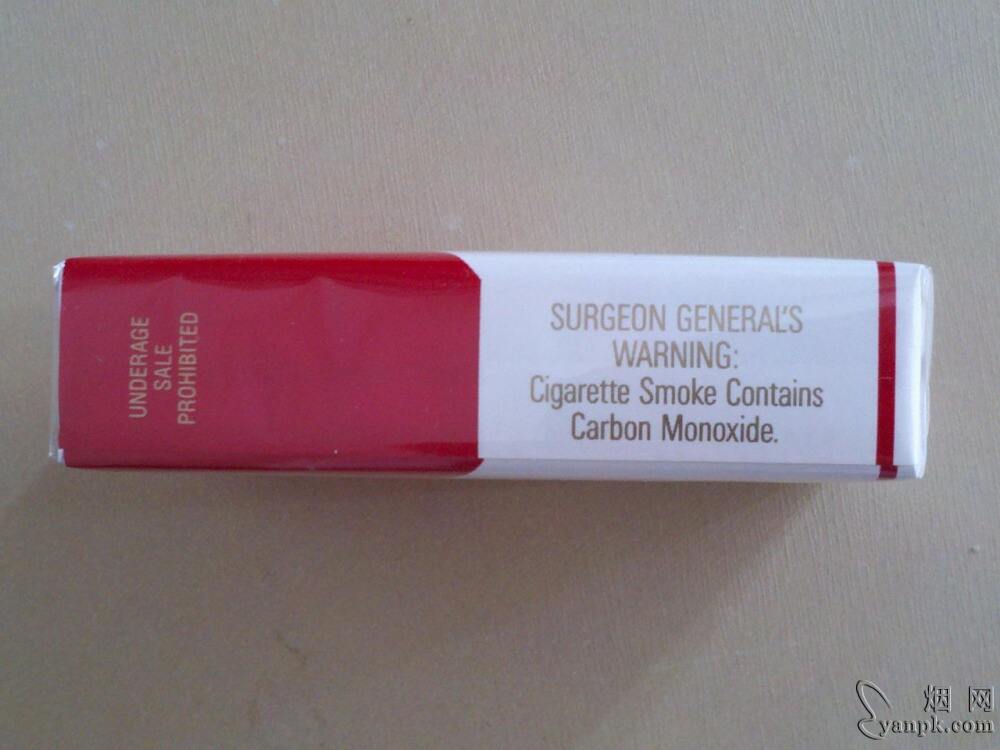 UNDERAGE
SALE
PROHIBITED
SURGEON GENERAL'S
WARNING:
Cigarette Smoke Contains
Carbon Monoxide.
烟网
yanpk.com